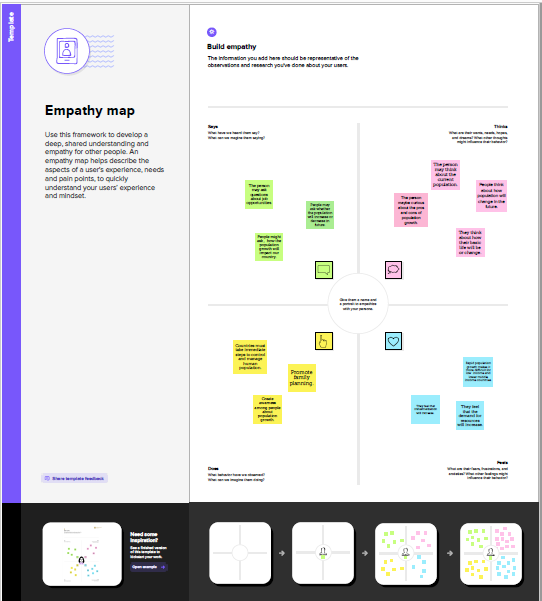 Template
Empathy map
Use this framework to develop a
deep, shared understanding and
empathy for other people. An
empathy map helps describe the
aspects of a user's experience, needs
and pain points, to quickly
understand your users' experience
and mindset.
Share template feedback
Build empathy
The information you add here should be representative of the
observations and research you've done about your users.
Says
What have we heard them say?
What can we imagine them saying?
Thinks
What are their wants, needs, hopes,
and dreams? What other thoughts
might influence their behavior?
The person
may ask
questions
about job
opportunities.
People may
ask whether
the population
will increase or
decrease in
future.
People might
ask , how the
population
growth will
impact our
country.
The person
may think
about the
current
population.
People think
about how
population will
change in the
future.
The person
maybe curious
about the pros
and cons of
population
growth.
They think
about how
their basic
life will be
or change.
Give them a name and
a portrait to empathize
with your persona.
Countries must
take immediate
steps to control
and manage
human
population.
Promote
family
planning.
Create
awareness
among people
about
population
growth.
Rapid population
They feel that
will increase.
They feel
that the
demand for
resources
will increase
Does
What behavior have we observed?
What can we imagine them doing?
Feels
What are their fears, frustrations, and
anxieties? What other feelings might
influence their behavior?
Need some
inspiration?
See a finished version
of this template to
kickstart your work.
Open example